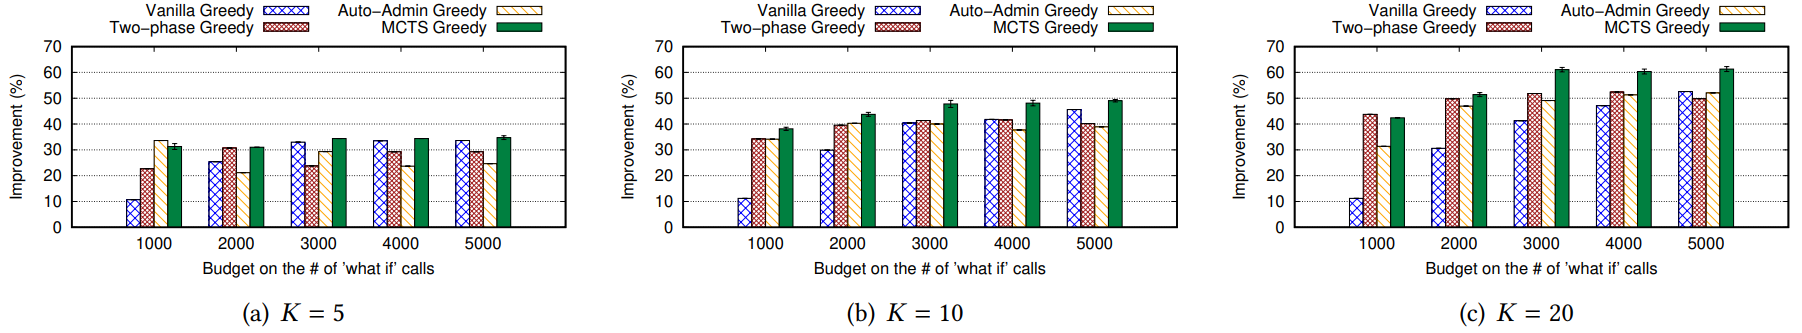 Vanilla Greedy
Two-phase Greedy
Auto-Admin Greedy
MCTS Greedy
Improvement (%)
70
60
50
40
30
20
10
0
1000 2000 3000 4000 5000
Budget on the # of 'what if' calls
(a) K = 5
Vanilla Greedy
Two-phase Greedy
Auto-Admin Greedy
MCTS Greedy
Improvement (%)
70
60
50
40
30
20
10
0
1000 2000 3000 4000 5000
Budget on the # of 'what if' calls
(b) K = 10
Vanilla Greedy
Two-phase Greedy
Auto-Admin Greedy
MCTS Greedy
Improvement (%)
70
60
50
40
30
20
10
0
1000 2000 3000 4000 5000
Budget on the # of 'what if' calls
(c) K = 20